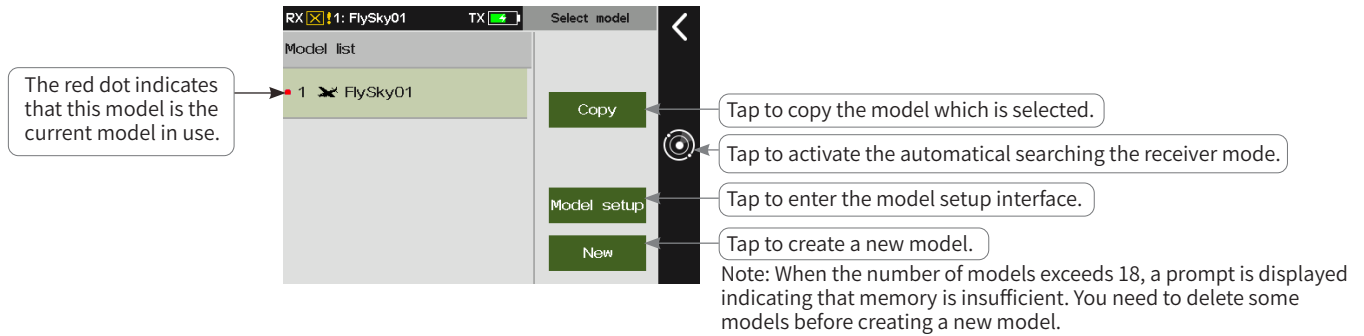 RX !1: FlySky01 TX
Select model
Model list
The red dot indicates
that this model is the
current model in use.
1 FlySky01
Copy
Tap to copy the model which is selected.
Tap to activate the automatical searching the receiver mode.
Model setup
Tap to enter the model setup interface.
New
Tap to create a new model.
Note: When the number of models exceeds 18, a prompt is displayed
indicating that memory is insufficient. You need to delete some
models before creating a new model.